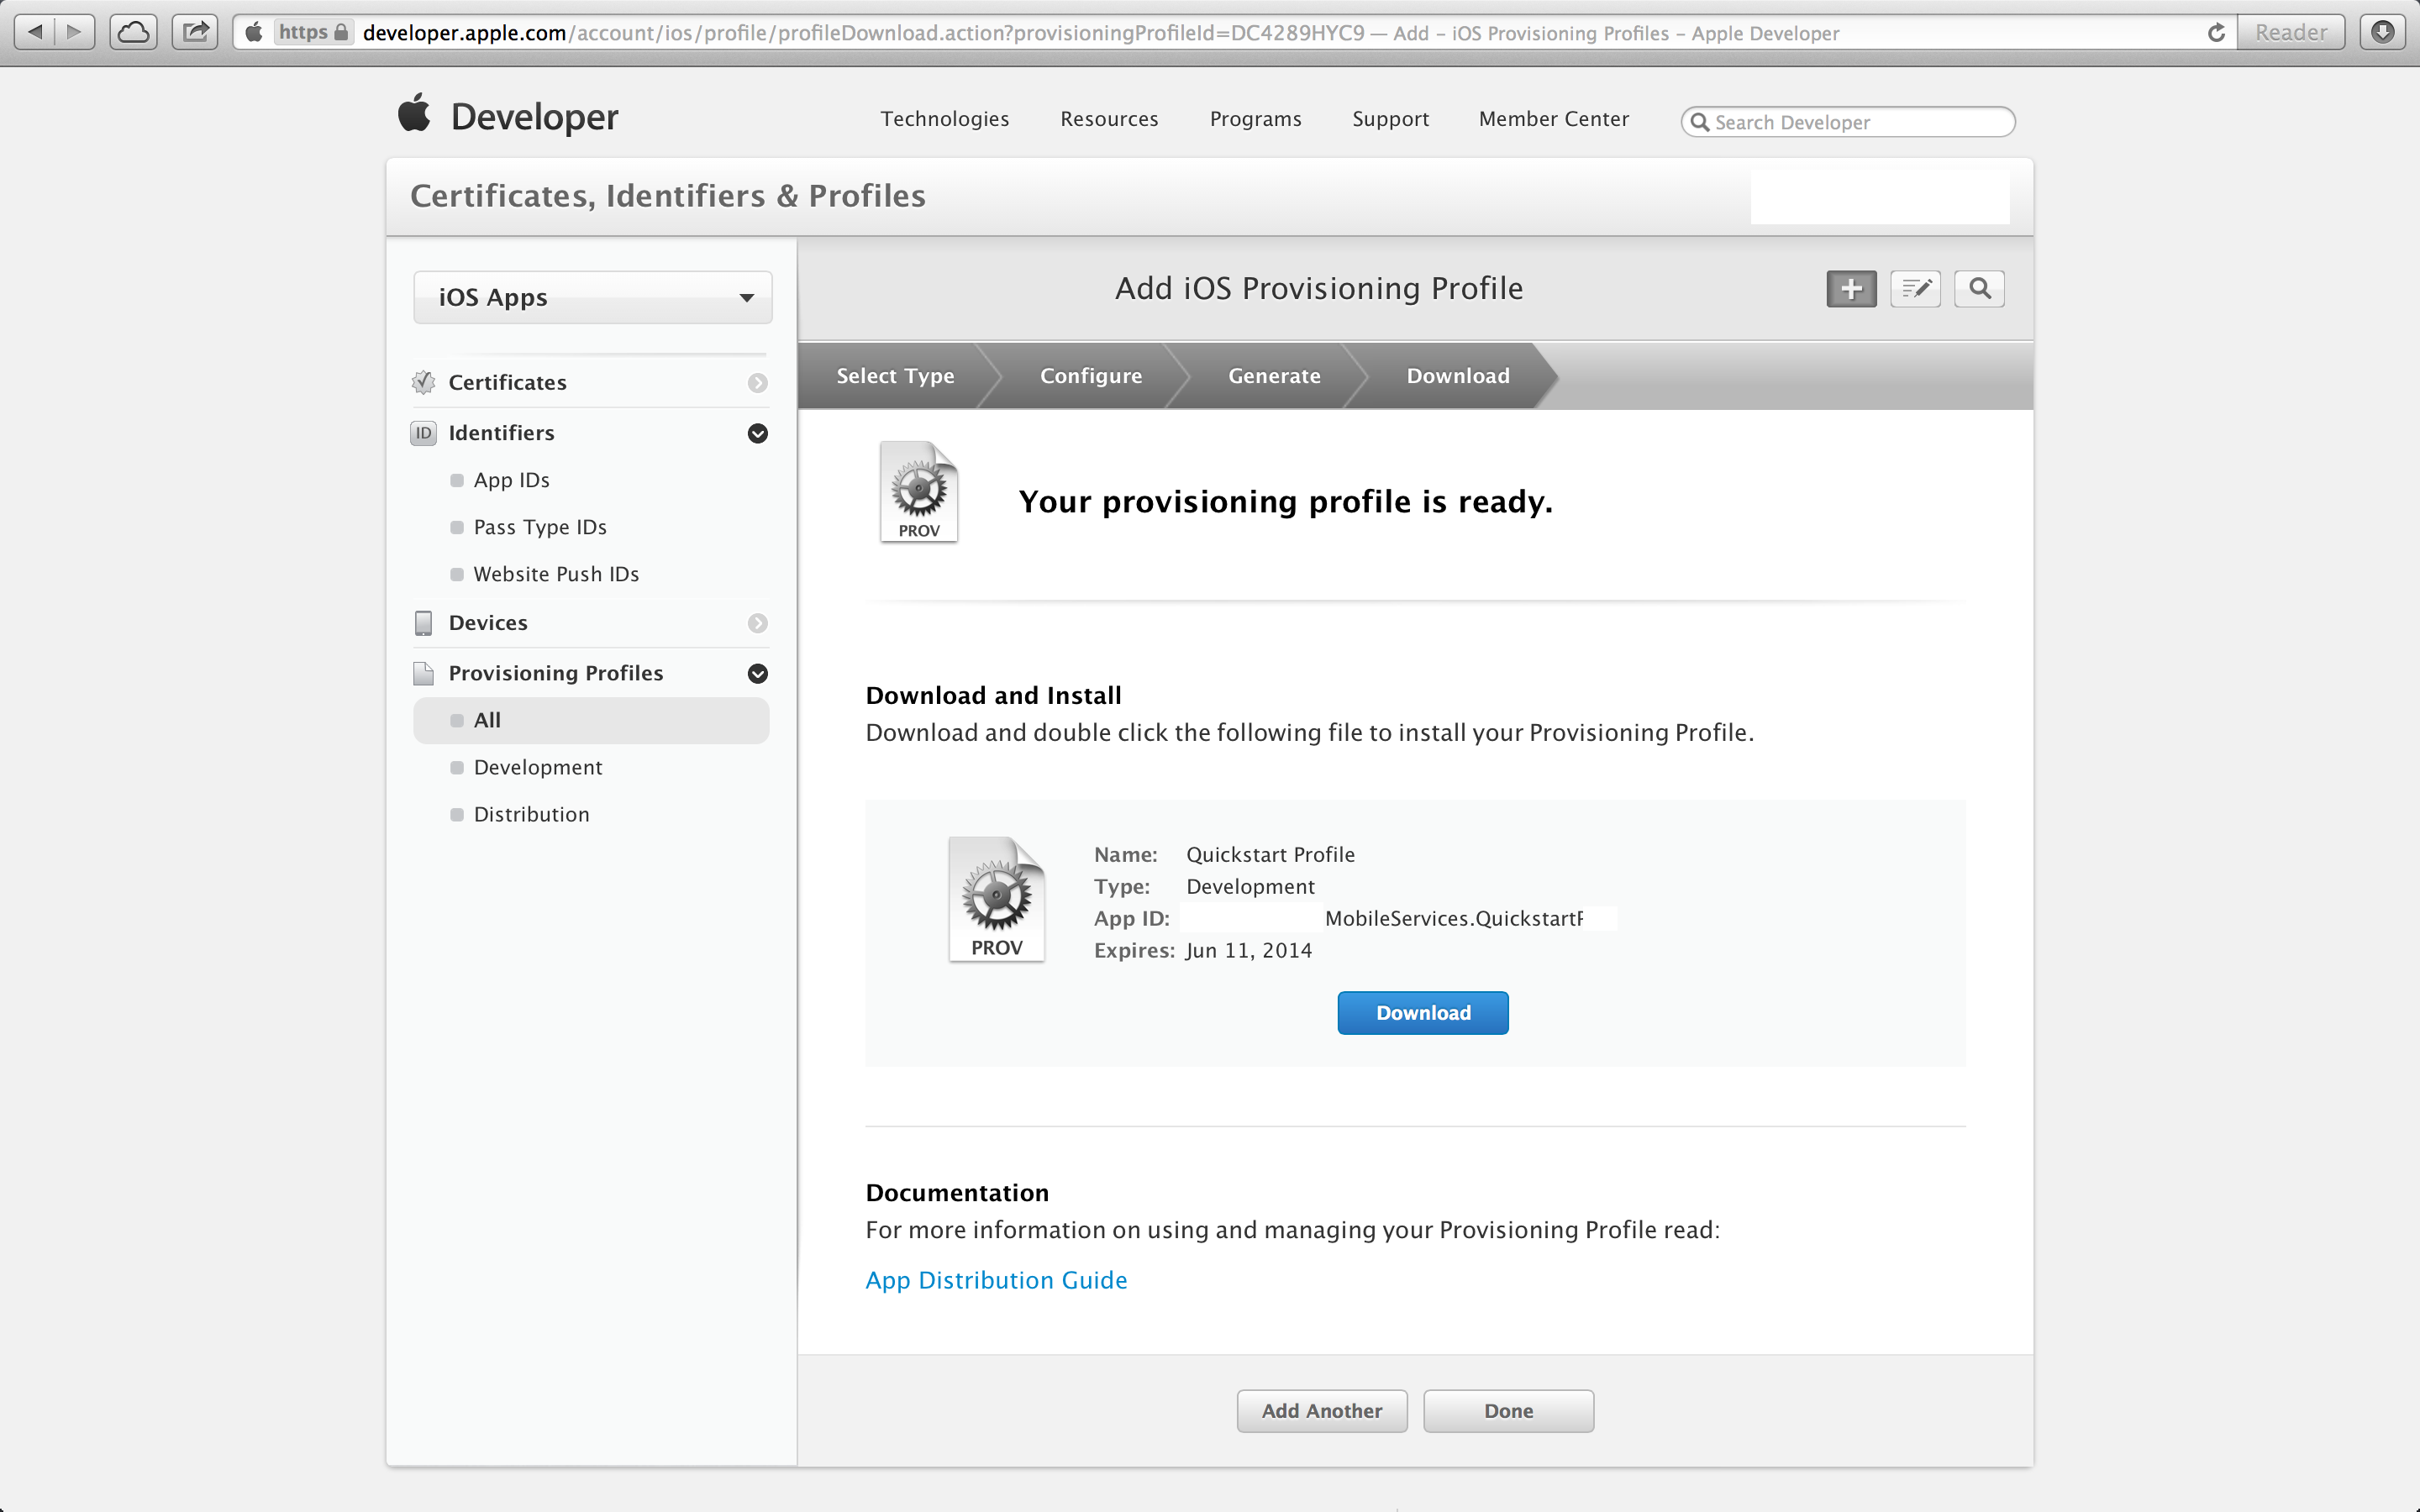 https developer.apple.com/account/ios/profile/profileDownload.action?provisioningProfileId=DC4289HYC9 — Add – iOS Provisioning Profiles – Apple Developer Reader
Developer Technologies Resources Programs Support Member Center Search Developer
Certificates, Identifiers & Profiles
iOS Apps
Certificates
ID Identifiers
App IDs
Pass Type IDs
Website Push IDs
Devices
Provisioning Profiles
All
Development
Distribution
Add iOS Provisioning Profile
Select Type Configure Generate Download
PROV
Your provisioning profile is ready.
Download and Install
Download and double click the following file to install your Provisioning Profile.
PROV
Name: Quickstart Profile
Type: Development
App ID: MobileServices.Quickstart
Expires: Jun 11, 2014
Download
Documentation
For more information on using and managing your Provisioning Profile read:
App Distribution Guide
Add Another Done